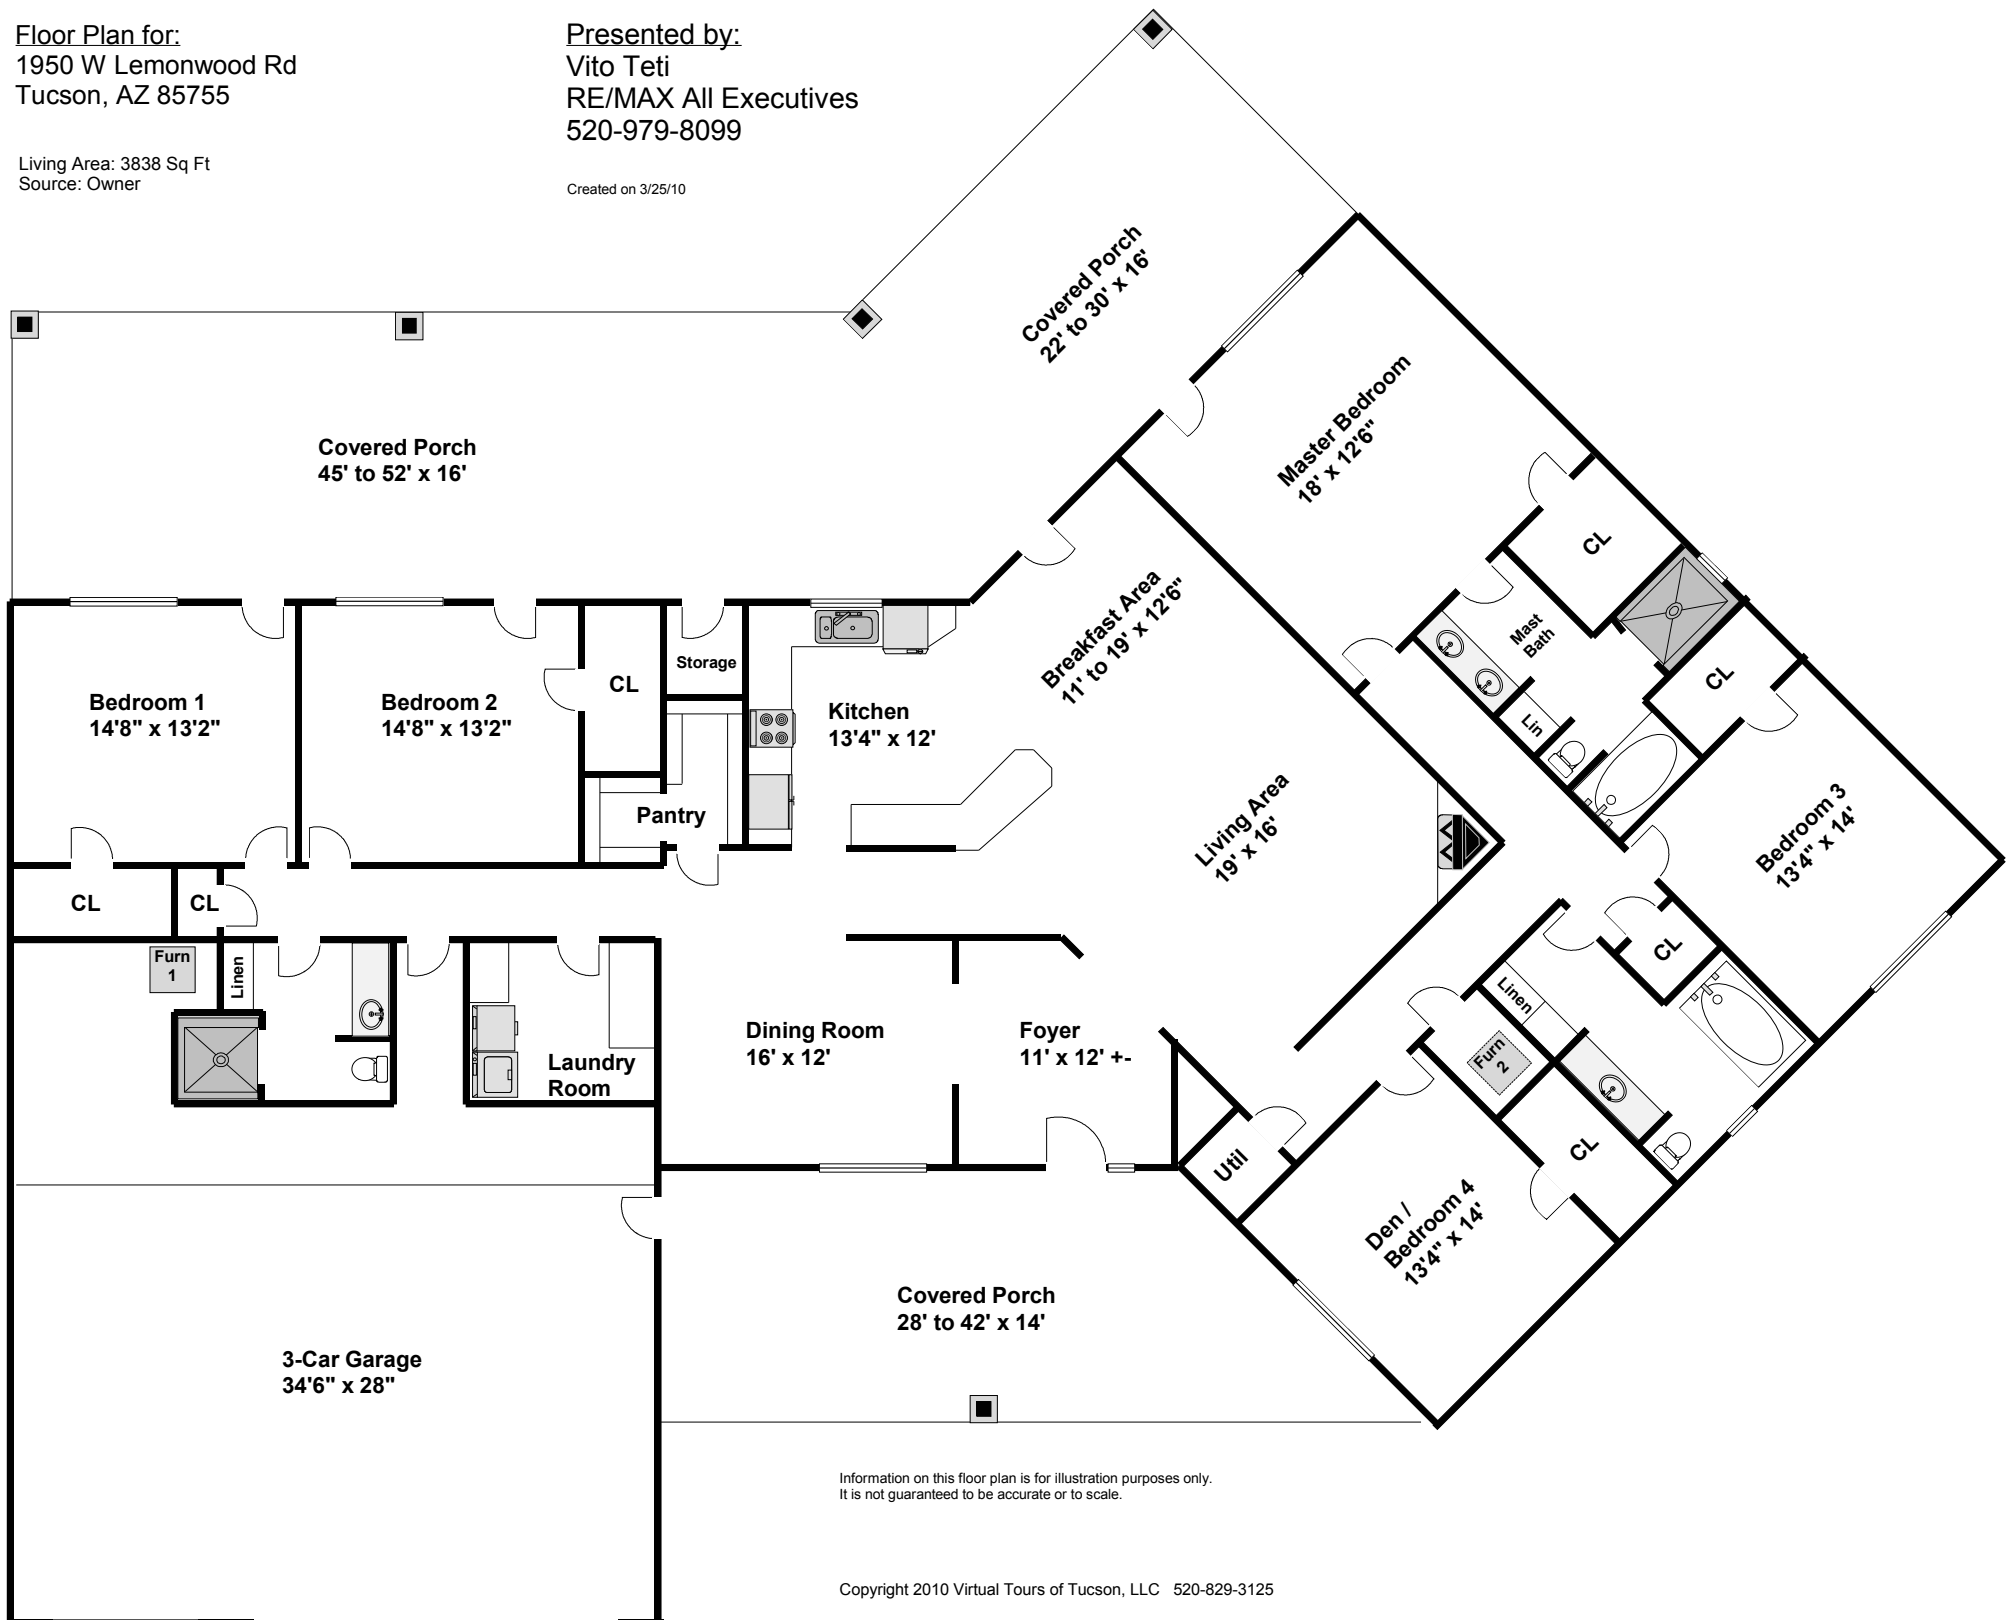 Floor Plan for:
1950 W Lemonwood Rd
Tucson, AZ 85755
Living Area: 3838 Sq Ft
Source: Owner
Presented by:
Vito Teti
RE/MAX All Executives
520-979-8099
Created on 3/25/10
Covered Porch
22' to 30' x 16'
Covered Porch
45' to 52' x 16'
Master Bedroom
18' x 12'6"
CL
Mast
Bath
CL
Lin
Breakfast Area
11' to 19' x 12'6"
Storage
CL
Bedroom 1
14'8" x 13'2"
Bedroom 2
14'8" x 13'2"
Kitchen
13'4" x 12'
Pantry
Living Area
19' x 16'
Bedroom 3
13'4" x 14'
CL
CL
CL
Furn
1
Linen
Linen
Furn
2
Laundry
Room
Dining Room
16' x 12'
Foyer
11' x 12' +-
Util
CL
Den /
Bedroom 4
13'4" x 14'
Covered Porch
28' to 42' x 14'
3-Car Garage
34'6" x 28"
Information on this floor plan is for illustration purposes only.
It is not guaranteed to be accurate or to scale.
Copyright 2010 Virtual Tours of Tucson, LLC 520-829-3125